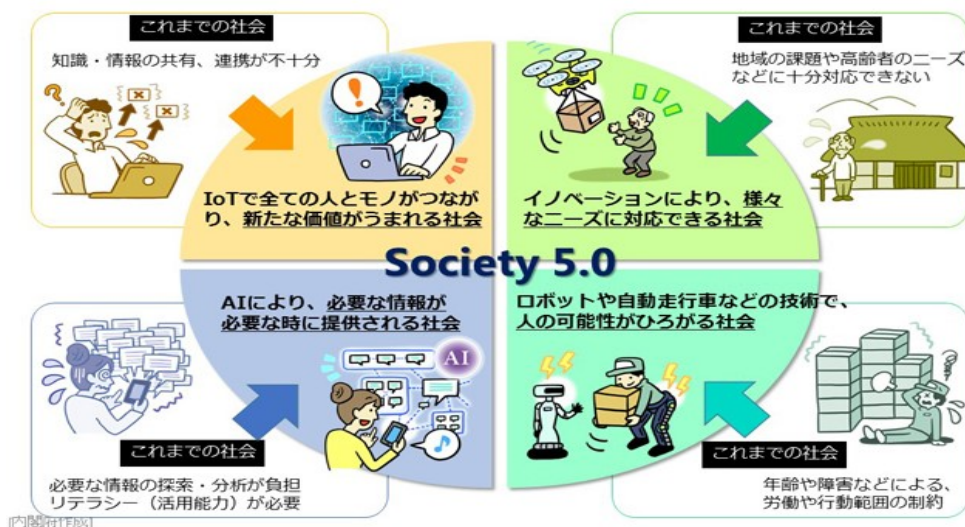 これまでの社会
知識・情報の共有、連携が不十分
IoTで全ての人とモノがつなが
り、新たな価値がうまれる社会
これまでの社会
地域の課題や高齢者のニーズ
などに十分対応できない
イノベーションにより、様々
なニーズに対応できる社会
Society 5.0
AIにより、必要な情報が
必要な時に提供される社会
AI
これまでの社会
必要な情報の探索・分析が負担
リテラシー（活用能力）が必要
ロボットや自動走行車などの技術で、
人の可能性がひろがる社会
これまでの社会
年齢や障害などによる、
労働や行動範囲の制約
[内閣府作成]